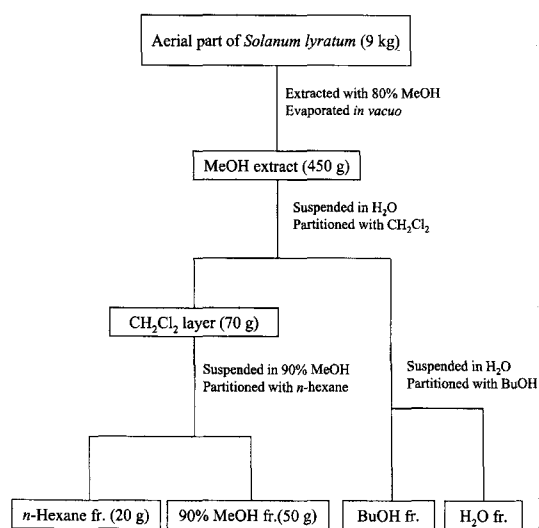 Aerial part of Solanum lyratum (9 kg)
Extracted with 80% MeOH
Evaporated in vacuo
MeOH extract (450 g)
Suspended in H₂O
Partitioned with CH₂Cl₂
CH₂Cl₂ layer (70 g)
Suspended in 90% MeOH
Partitioned with n-hexane
Suspended in H₂O
Partitioned with BuOH
n-Hexane fr. (20 g)
90% MeOH fr.(50 g)
BuOH fr.
H₂O fr.